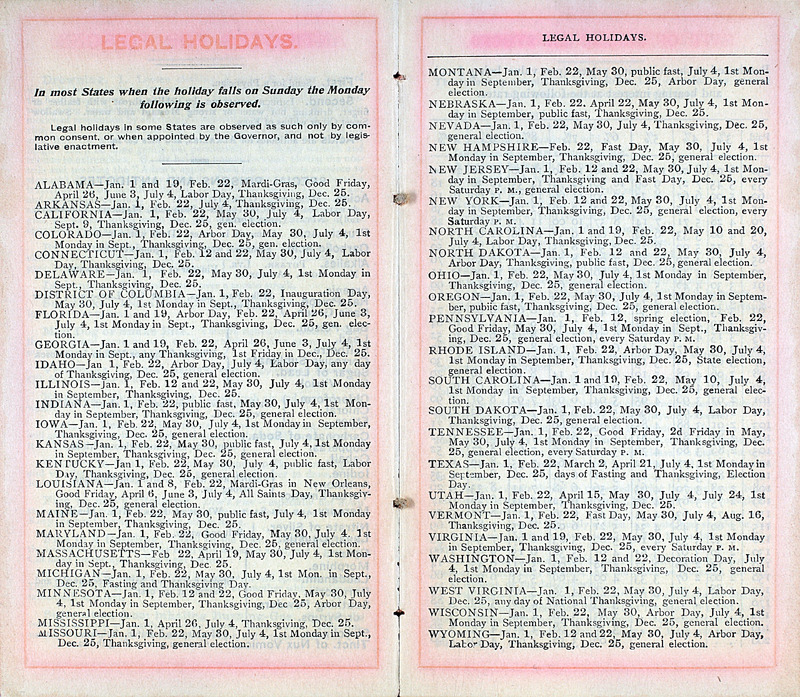 LEGAL HOLIDAYS.
In most States when the holiday falls on Sunday the Monday
following is observed.
Legal holidays in some States are observed as such only by com-
mon consent, or when appointed by the Governor, and not by legis-
lative enactment.
ALABAMA—Jan. 1 and 19, Feb. 22, Mardi-Gras, Good Friday,
April 26, June 3, July 4, Labor Day, Thanksgiving, Dec. 25.
ARKANSAS—Jan. 1, Feb. 22, July 4, Thanksgiving, Dec. 25.
CALIFORNIA—Jan. 1, Feb. 22, May 30, July 4, Labor Day,
Sept. 9, Thanksgiving, Dec. 25, gen. election.
COLORADO—Jan. 1, Feb. 22, Arbor Day, May 30, July 4, 1st
Monday in Sept., Thanksgiving, Dec. 25, gen. election.
CONNECTICUT—Jan. 1, Feb. 12 and 22, May 30, July 4, Labor
Day, Thanksgiving, Dec. 25.
DELAWARE—Jan. 1, Feb. 22, May 30, July 4, 1st Monday in
Sept., Thanksgiving, Dec. 25.
DISTRICT OF COLUMBIA—Jan. 1, Feb. 22, Inauguration Day,
May 30, July 4, 1st Monday in Sept., Thanksgiving, Dec. 25.
FLORIDA—Jan. 1 and 19, Arbor Day, Feb. 22, April 26, June 3,
July 4, 1st Monday in Sept., Thanksgiving, Dec. 25, gen. elec-
tion.
GEORGIA—Jan. 1 and 19, Feb. 22, April 26, June 3, July 4, 1st
Monday in Sept., any Thanksgiving, 1st Friday in Dec., Dec. 25.
IDAHO—Jan 1, Feb. 22, Arbor Day, July 4, Labor Day, any day
of Thanksgiving, Dec. 25, general election.
ILLINOIS—Jan. 1, Feb. 12 and 22, May 30, July 4, 1st Monday
in September, Thanksgiving, Dec. 25.
INDIANA—Jan. 1, Feb. 22, public fast, May 30, July 4, 1st Mon-
day in September, Thanksgiving, Dec. 25, general election.
IOWA—Jan. 1, Feb. 22, May 30, July 4, 1st Monday in September,
Thanksgiving, Dec. 25, general election.
KANSAS—Jan. 1, Feb. 22, May 30, public fast, July 4, 1st Monday
in September, Thanksgiving, Dec. 25, general election.
KENTUCKY—Jan 1, Feb. 22, May 30, July 4, public fast, Labor
Day, Thanksgiving, Dec. 25, general election.
LOUISIANA—Jan. 1 and 8, Feb. 22, Mardi-Gras in New Orleans,
Good Friday, April 6, June 3, July 4, All Saints Day, Thanksgiv-
ing, Dec. 25, general election.
MAINE—Jan. 1, Feb. 22, May 30, public fast, July 4, 1st Monday
in September, Thanksgiving, Dec. 25.
MARYLAND—Jan. 1, Feb. 22, Good Friday, May 30, July 4. 1st
Monday in September, Thanksgiving, Dec. 25, general election.
MASSACHUSETTS—Feb 22, April 19, May 30, July 4, 1st Mon-
day in Sept., Thanksgiving, Dec 25.
MICHIGAN—Jan. 1, Feb. 22, May 30, July 4, 1st Mon. in Sept.,
Dec. 25, Fasting and Thanksgiving Day.
MINNESOTA—Jan. 1, Feb. 12 and 22, Good Friday, May 30, July
4, 1st Monday in September, Thanksgiving, Dec 25, Arbor Day,
general election.
MISSISSIPPI—Jan. 1, April 26, July 4, Thanksgiving, Dec. 25.
MISSOURI—Jan. 1, Feb. 22, May 30, July 4, 1st Monday in Sept.,
Dec. 25, Thanksgiving, general election.
LEGAL HOLIDAYS.
MONTANA—Jan. 1, Feb. 22, May 30, public fast, July 4, 1st Mon-
day in September, Thanksgiving, Dec. 25, Arbor Day, general
election.
NEBRASKA—Jan. 1, Feb. 22. April 22, May 30, July 4, 1st Mon-
day in September, public fast, Thanksgiving, Dec. 25.
NEVADA—Jan. 1, Feb. 22, May 30, July 4, Thanksgiving, Dec. 25,
general election.
NEW HAMPSHIRE—Feb. 22, Fast Day, May 30, July 4, 1st
Monday in September, Thanksgiving, Dec. 25, general election.
NEW JERSEY—Jan. 1, Feb. 12 and 22, May 30, July 4, 1st Mon-
day in September, Thanksgiving and Fast Day, Dec. 25, every
Saturday P. M., general election.
NEW YORK—Jan. 1, Feb. 12 and 22, May 30, July 4, 1st Mon-
day in September, Thanksgiving, Dec. 25, general election, every
Saturday P. M.
NORTH CAROLINA—Jan. 1 and 19, Feb. 22, May 10 and 20,
July 4, Labor Day, Thanksgiving, Dec. 25.
NORTH DAKOTA—Jan. 1, Feb. 12 and 22, May 30, July 4,
Arbor Day, Thanksgiving, public fast, Dec. 25, general election.
OHIO—Jan. 1, Feb. 22, May 30, July 4, 1st Monday in September,
Thanksgiving, Dec. 25, general election.
OREGON—Jan. 1, Feb. 22, May 30, July 4, 1st Monday in Septem-
ber, public fast, Thanksgiving, Dec. 25, general election.
PENNSYLVANIA—Jan. 1, Feb. 12, spring election, Feb. 22,
Good Friday, May 30, July 4, 1st Monday in Sept., Thanksgiv-
ing, Dec. 25, general election, every Saturday P. M.
RHODE ISLAND—Jan. 1, Feb. 22, Arbor Day, May 30, July 4,
1st Monday in September, Thanksgiving, Dec. 25, State election,
general election.
SOUTH CAROLINA—Jan. 1 and 19, Feb. 22, May 10, July 4,
1st Monday in September, Thanksgiving, Dec. 25, general elec-
tion.
SOUTH DAKOTA—Jan. 1, Feb. 22, May 30, July 4, Labor Day,
Thanksgiving, Dec. 25, general election.
TENNESSEE—Jan. 1, Feb. 22, Good Friday, 2d Friday in May,
May 30, July 4, 1st Monday in September, Thanksgiving, Dec.
25, general election, every Saturday P. M.
TEXAS—Jan. 1, Feb. 22, March 2, April 21, July 4, 1st Monday in
September, Dec. 25, days of Fasting and Thanksgiving, Election
Day.
UTAH—Jan. 1, Feb. 22, April 15, May 30, July 4, July 24, 1st
Monday in September, Thanksgiving, Dec. 25.
VERMONT—Jan. 1, Feb. 22, Fast Day, May 30, July 4, Aug. 16,
Thanksgiving, Dec. 25.
VIRGINIA—Jan. 1 and 19, Feb. 22, May 30, July 4, 1st Monday
in September, Thanksgiving, Dec. 25, every Saturday P. M.
WASHINGTON—Jan. 1, Feb. 12 and 22, Decoration Day, July
4, 1st Monday in September, Thanksgiving, Dec. 25, general
election.
WEST VIRGINIA—Jan. 1, Feb. 22, May 30, July 4, Labor Day,
Dec. 25, any day of National Thanksgiving, general election.
WISCONSIN—Jan. 1, Feb. 22, May 30, Arbor Day, July 4, 1st
Monday in September, Thanksgiving, Dec. 25, general election.
WYOMING—Jan. 1, Feb. 12 and 22, May 30, July 4, Arbor Day,
Labor Day, Thanksgiving, Dec. 25, general election.